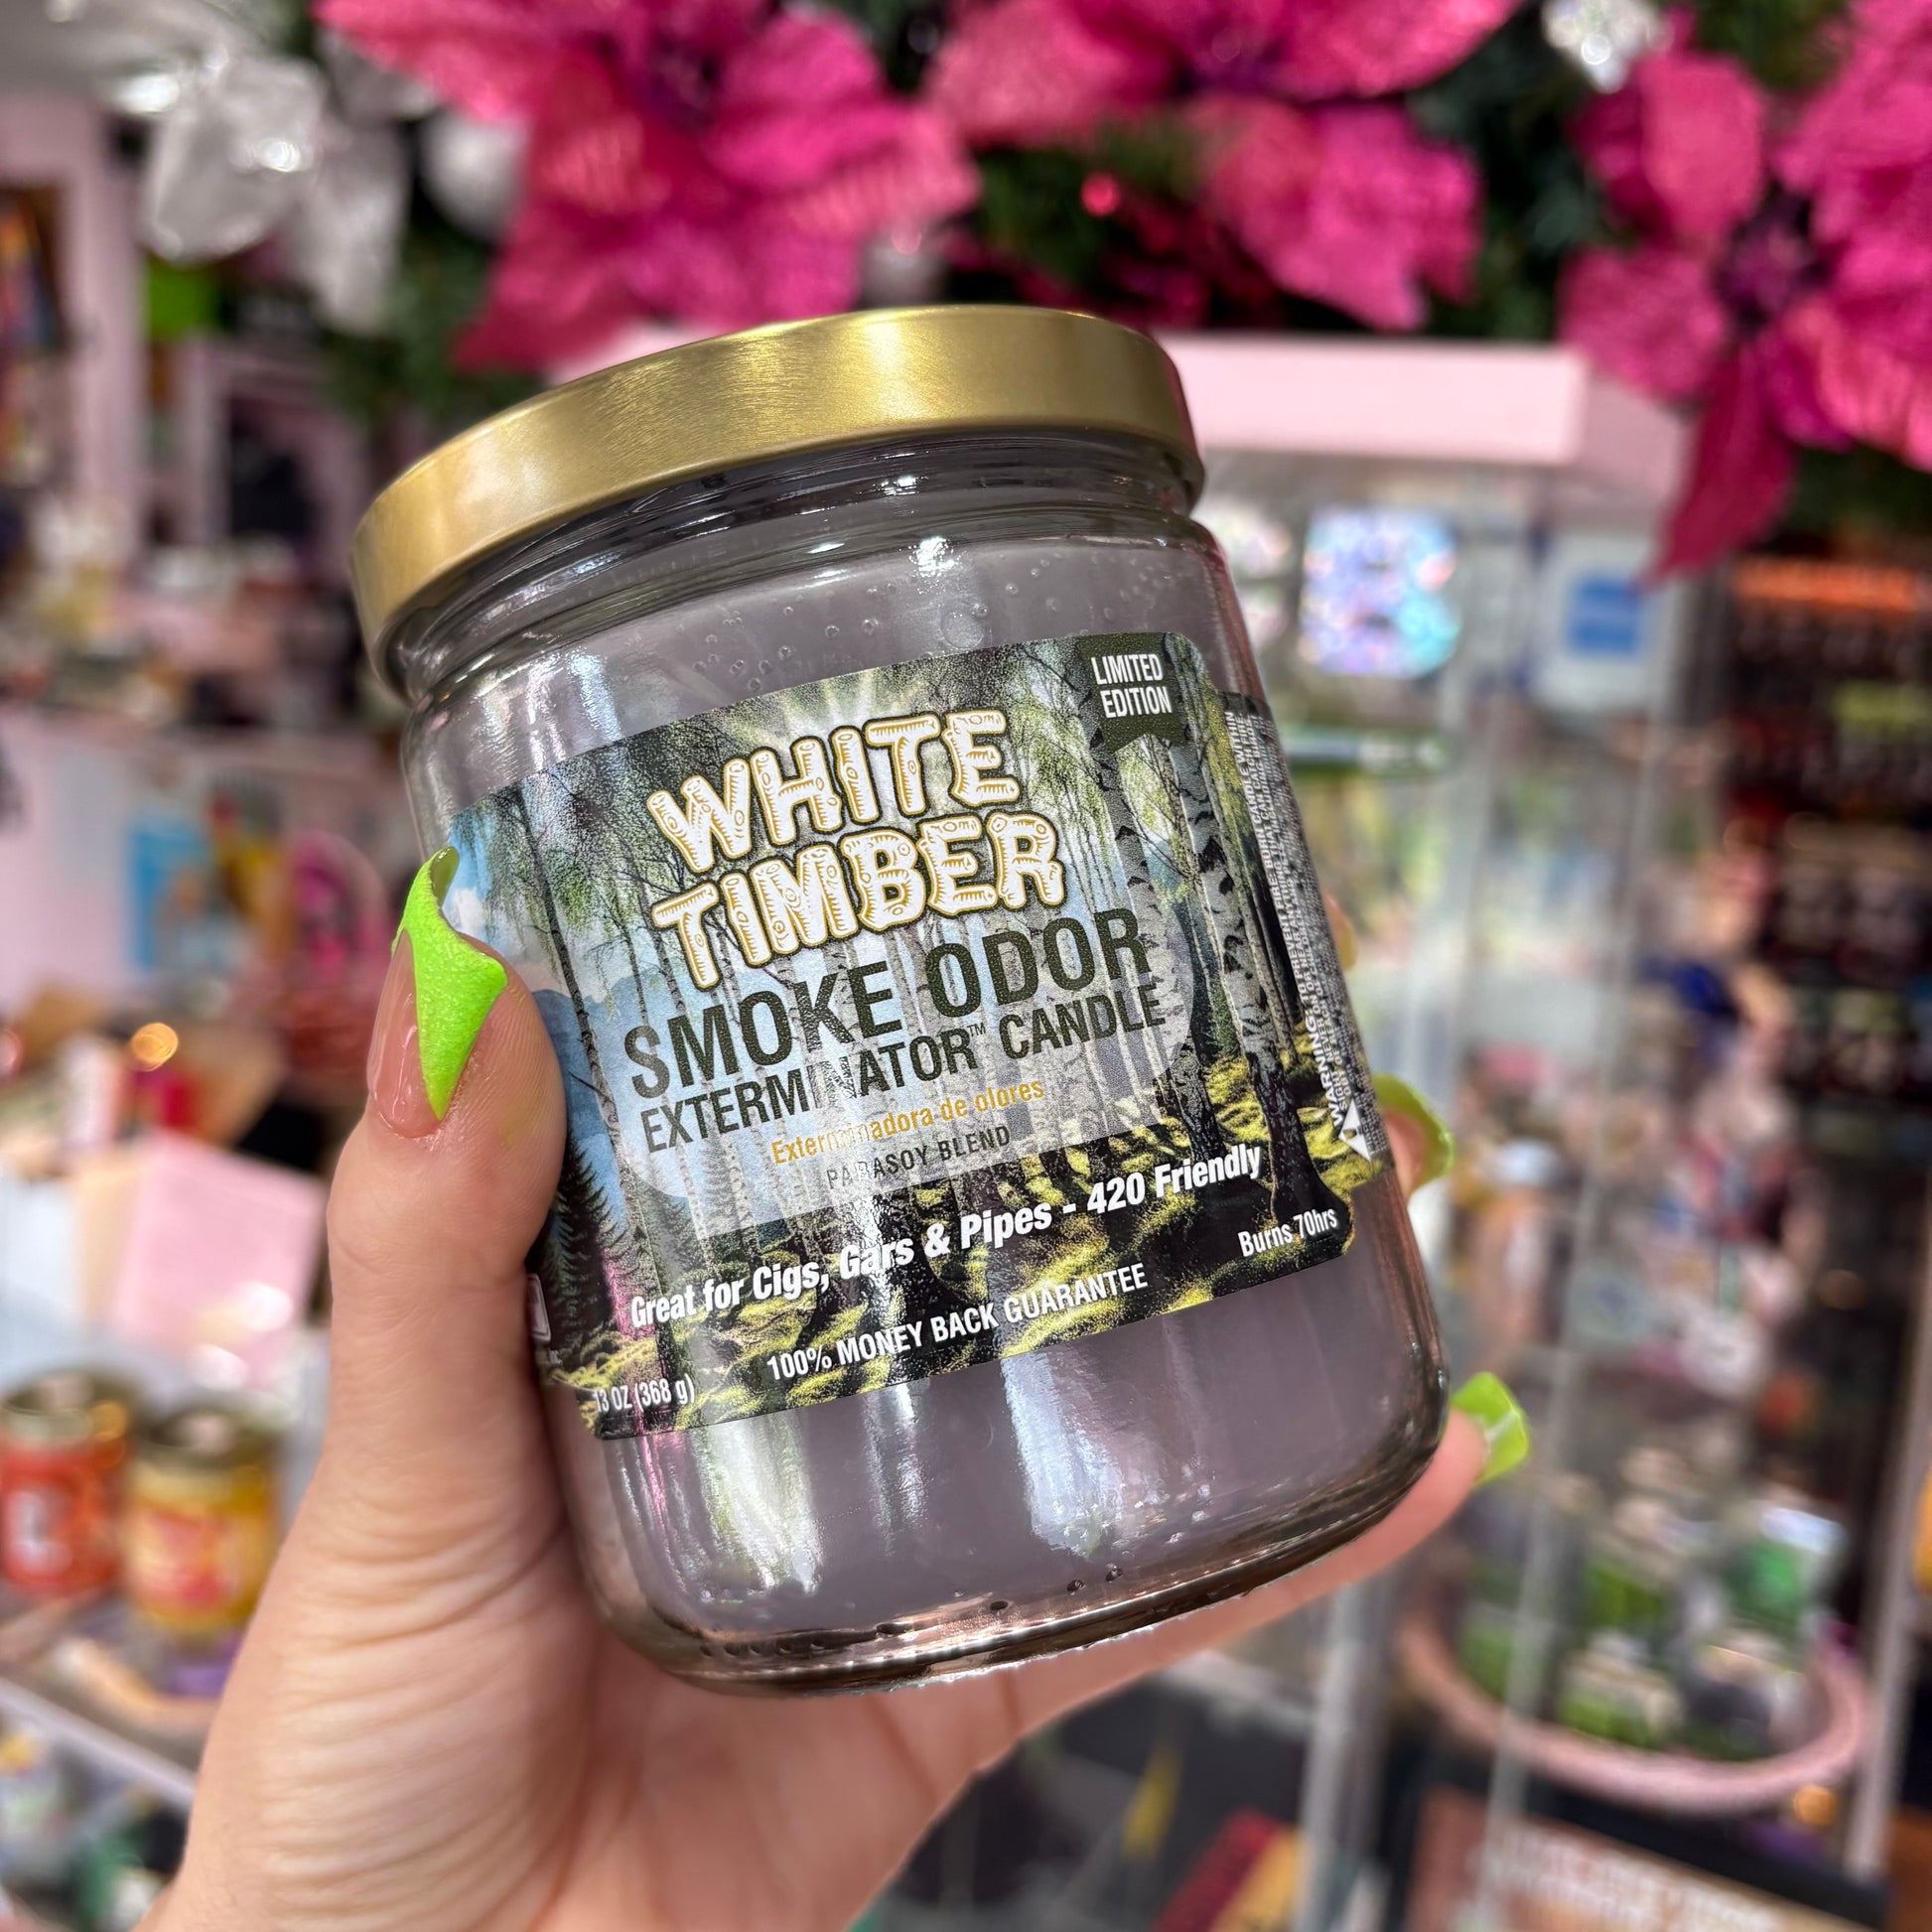 LIMITED
EDITION
WHITE
TIMBER
SMOKE ODOR
EXTERMINATOR™ CANDLE
Exterminadora de olores
PARASOY BLEND
Great for Cigs, Gars & Pipes - 420 Friendly
Burns 70hrs
100% MONEY BACK GUARANTEE
13 OZ (368 g)
WARNING: